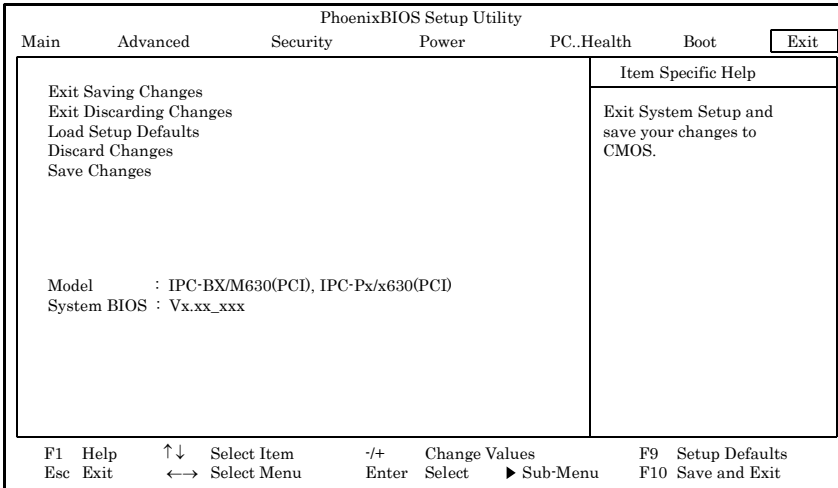 PhoenixBIOS Setup Utility
Main Advanced Security Power PC..Health Boot Exit
Item Specific Help
Exit Saving Changes
Exit Discarding Changes
Load Setup Defaults
Discard Changes
Save Changes
Exit System Setup and
save your changes to
CMOS.
Model : IPC-BX/M630(PCI), IPC-Px/x630(PCI)
System BIOS : Vx.xx_xxx
F1 Help ↑↓ Select Item -/+ Change Values F9 Setup Defaults
Esc Exit ←→ Select Menu Enter Select ▶ Sub-Menu F10 Save and Exit